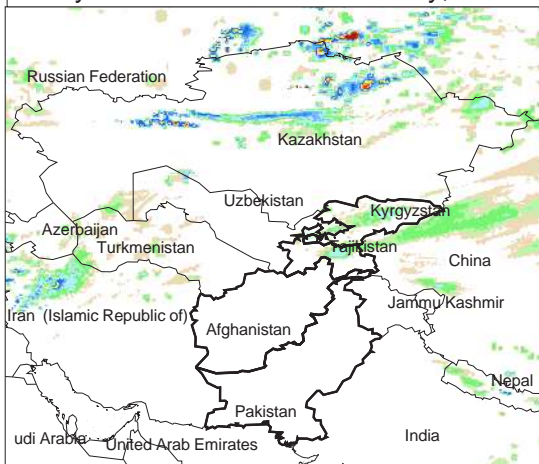 Russian Federation
Kazakhstan
Uzbekistan
Kyrgyzstan
Azerbaijan
Turkmenistan
Tajikistan
China
Jammu/Kashmir
Iran (Islamic Republic of)
Afghanistan
Nepal
Pakistan
udi Arabia
United Arab Emirates
India